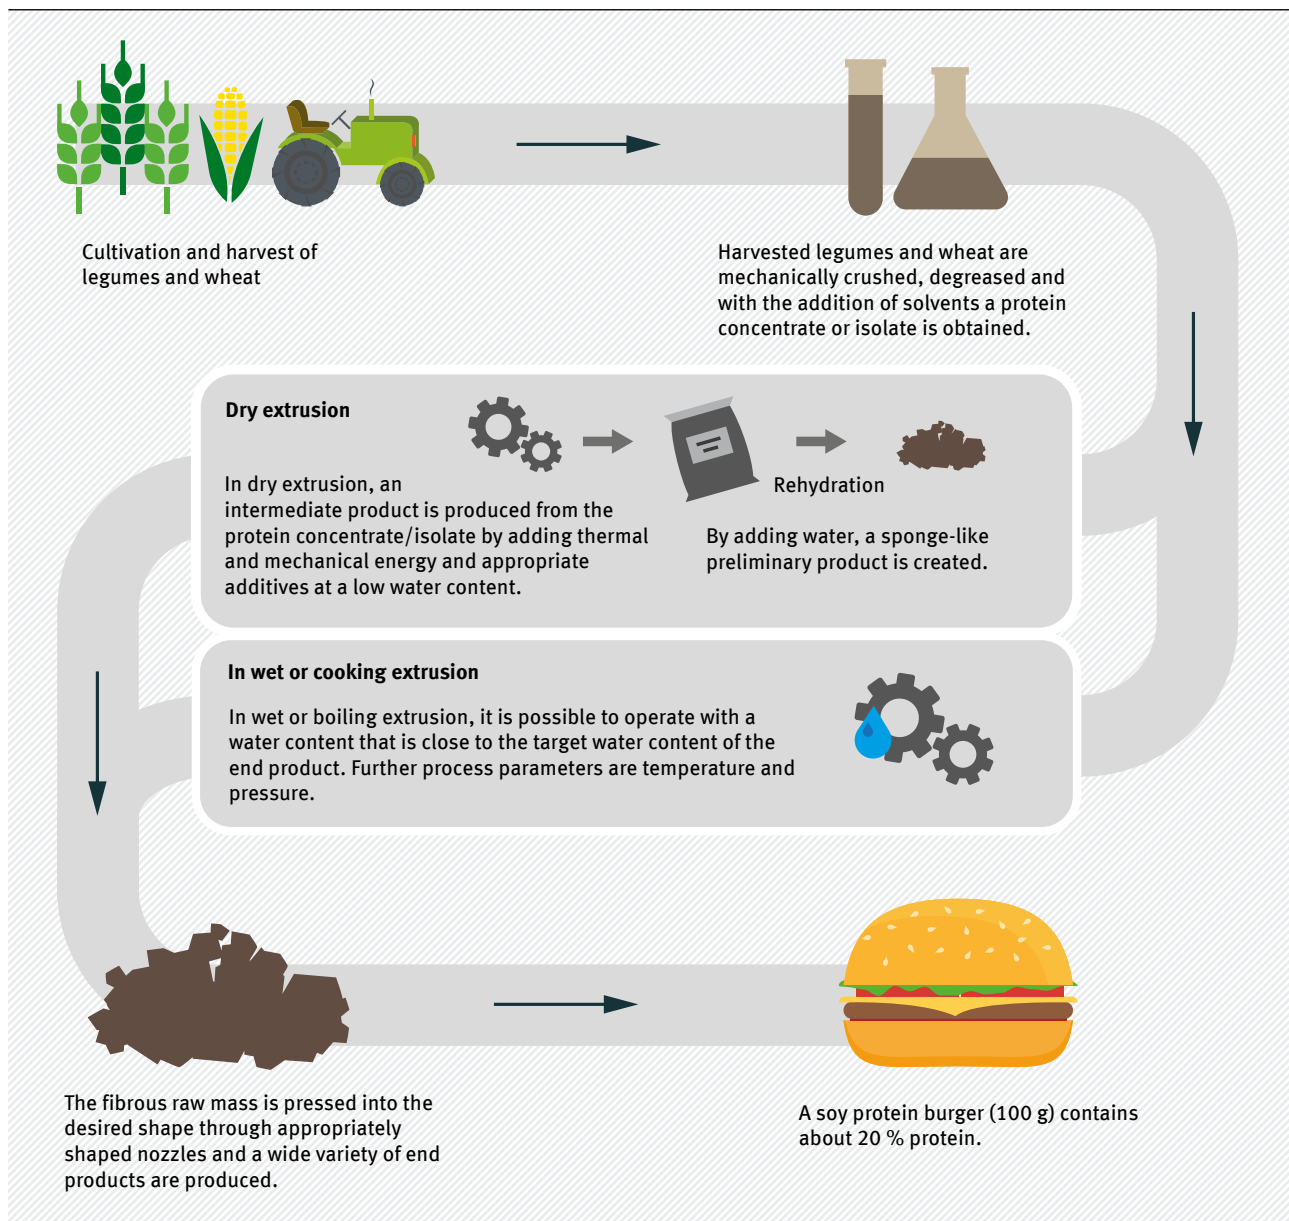 Cultivation and harvest of
legumes and wheat
Harvested legumes and wheat are
mechanically crushed, degreased and
with the addition of solvents a protein
concentrate or isolate is obtained.
Dry extrusion
In dry extrusion, an
intermediate product is produced from the
protein concentrate/isolate by adding thermal
and mechanical energy and appropriate
additives at a low water content.
Rehydration
By adding water, a sponge-like
preliminary product is created.
In wet or cooking extrusion
In wet or boiling extrusion, it is possible to operate with a
water content that is close to the target water content of the
end product. Further process parameters are temperature and
pressure.
The fibrous raw mass is pressed into the
desired shape through appropriately
shaped nozzles and a wide variety of end
products are produced.
A soy protein burger (100 g) contains
about 20 % protein.